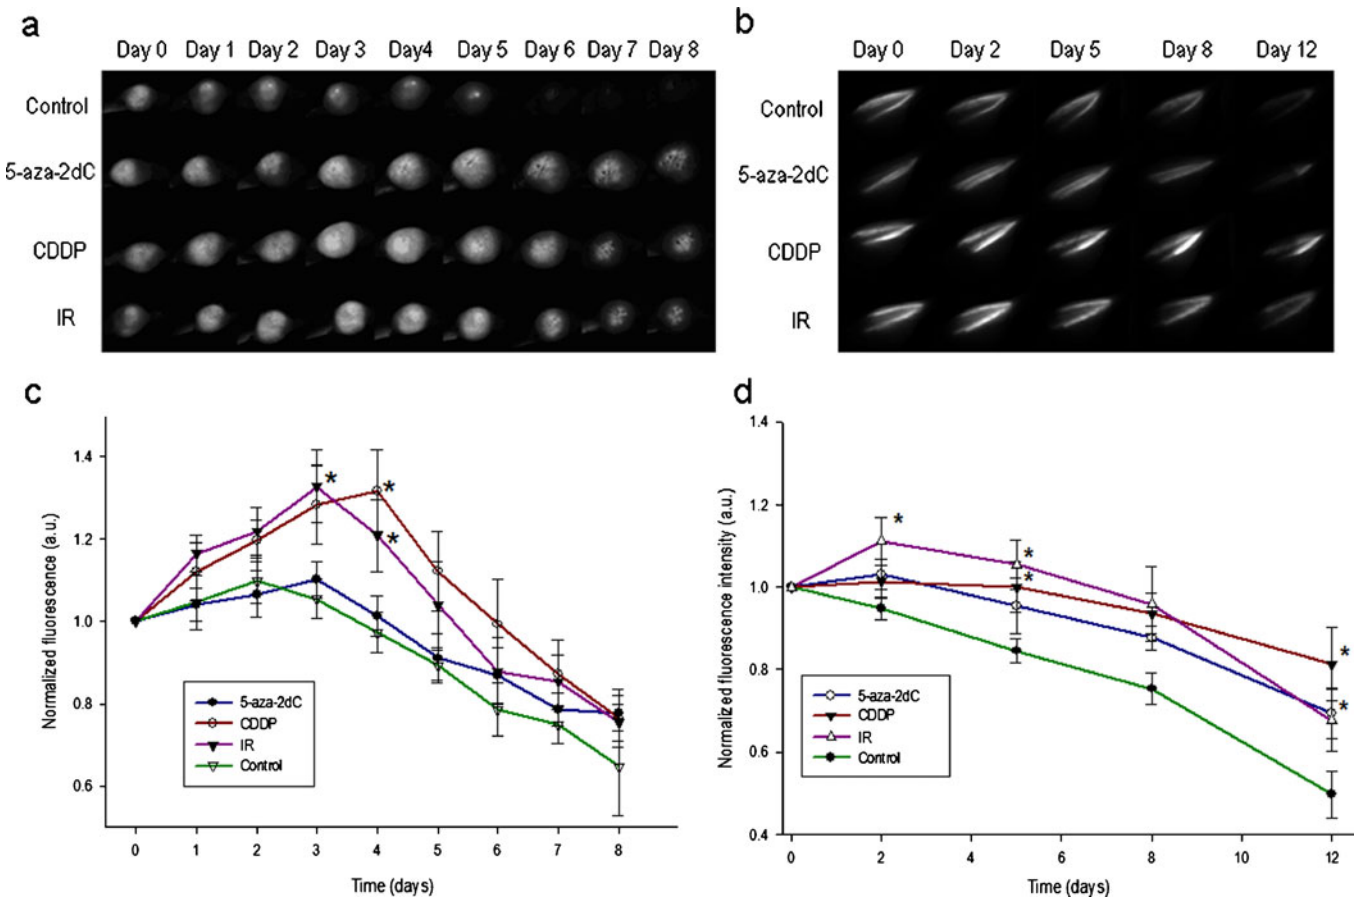 a
Day 0 Day 1 Day 2 Day 3 Day4 Day 5 Day 6 Day 7 Day 8
Control
5-aza-2dC
CDDP
IR
b
Day 0 Day 2 Day 5 Day 8 Day 12
Control
5-aza-2dC
CDDP
IR
c
Normalized fluorescence (a.u.)
1.4
1.2
1.0
0.8
0.6
* * *
5-aza-2dC
CDDP
IR
Control
0 1 2 3 4 5 6 7 8
Time (days)
d
Normalized fluorescence intensity (a.u.)
1.4
1.2
1.0
0.8
0.6
0.4
* * * * *
5-aza-2dC
CDDP
IR
Control
0 2 4 6 8 10 12
Time (days)